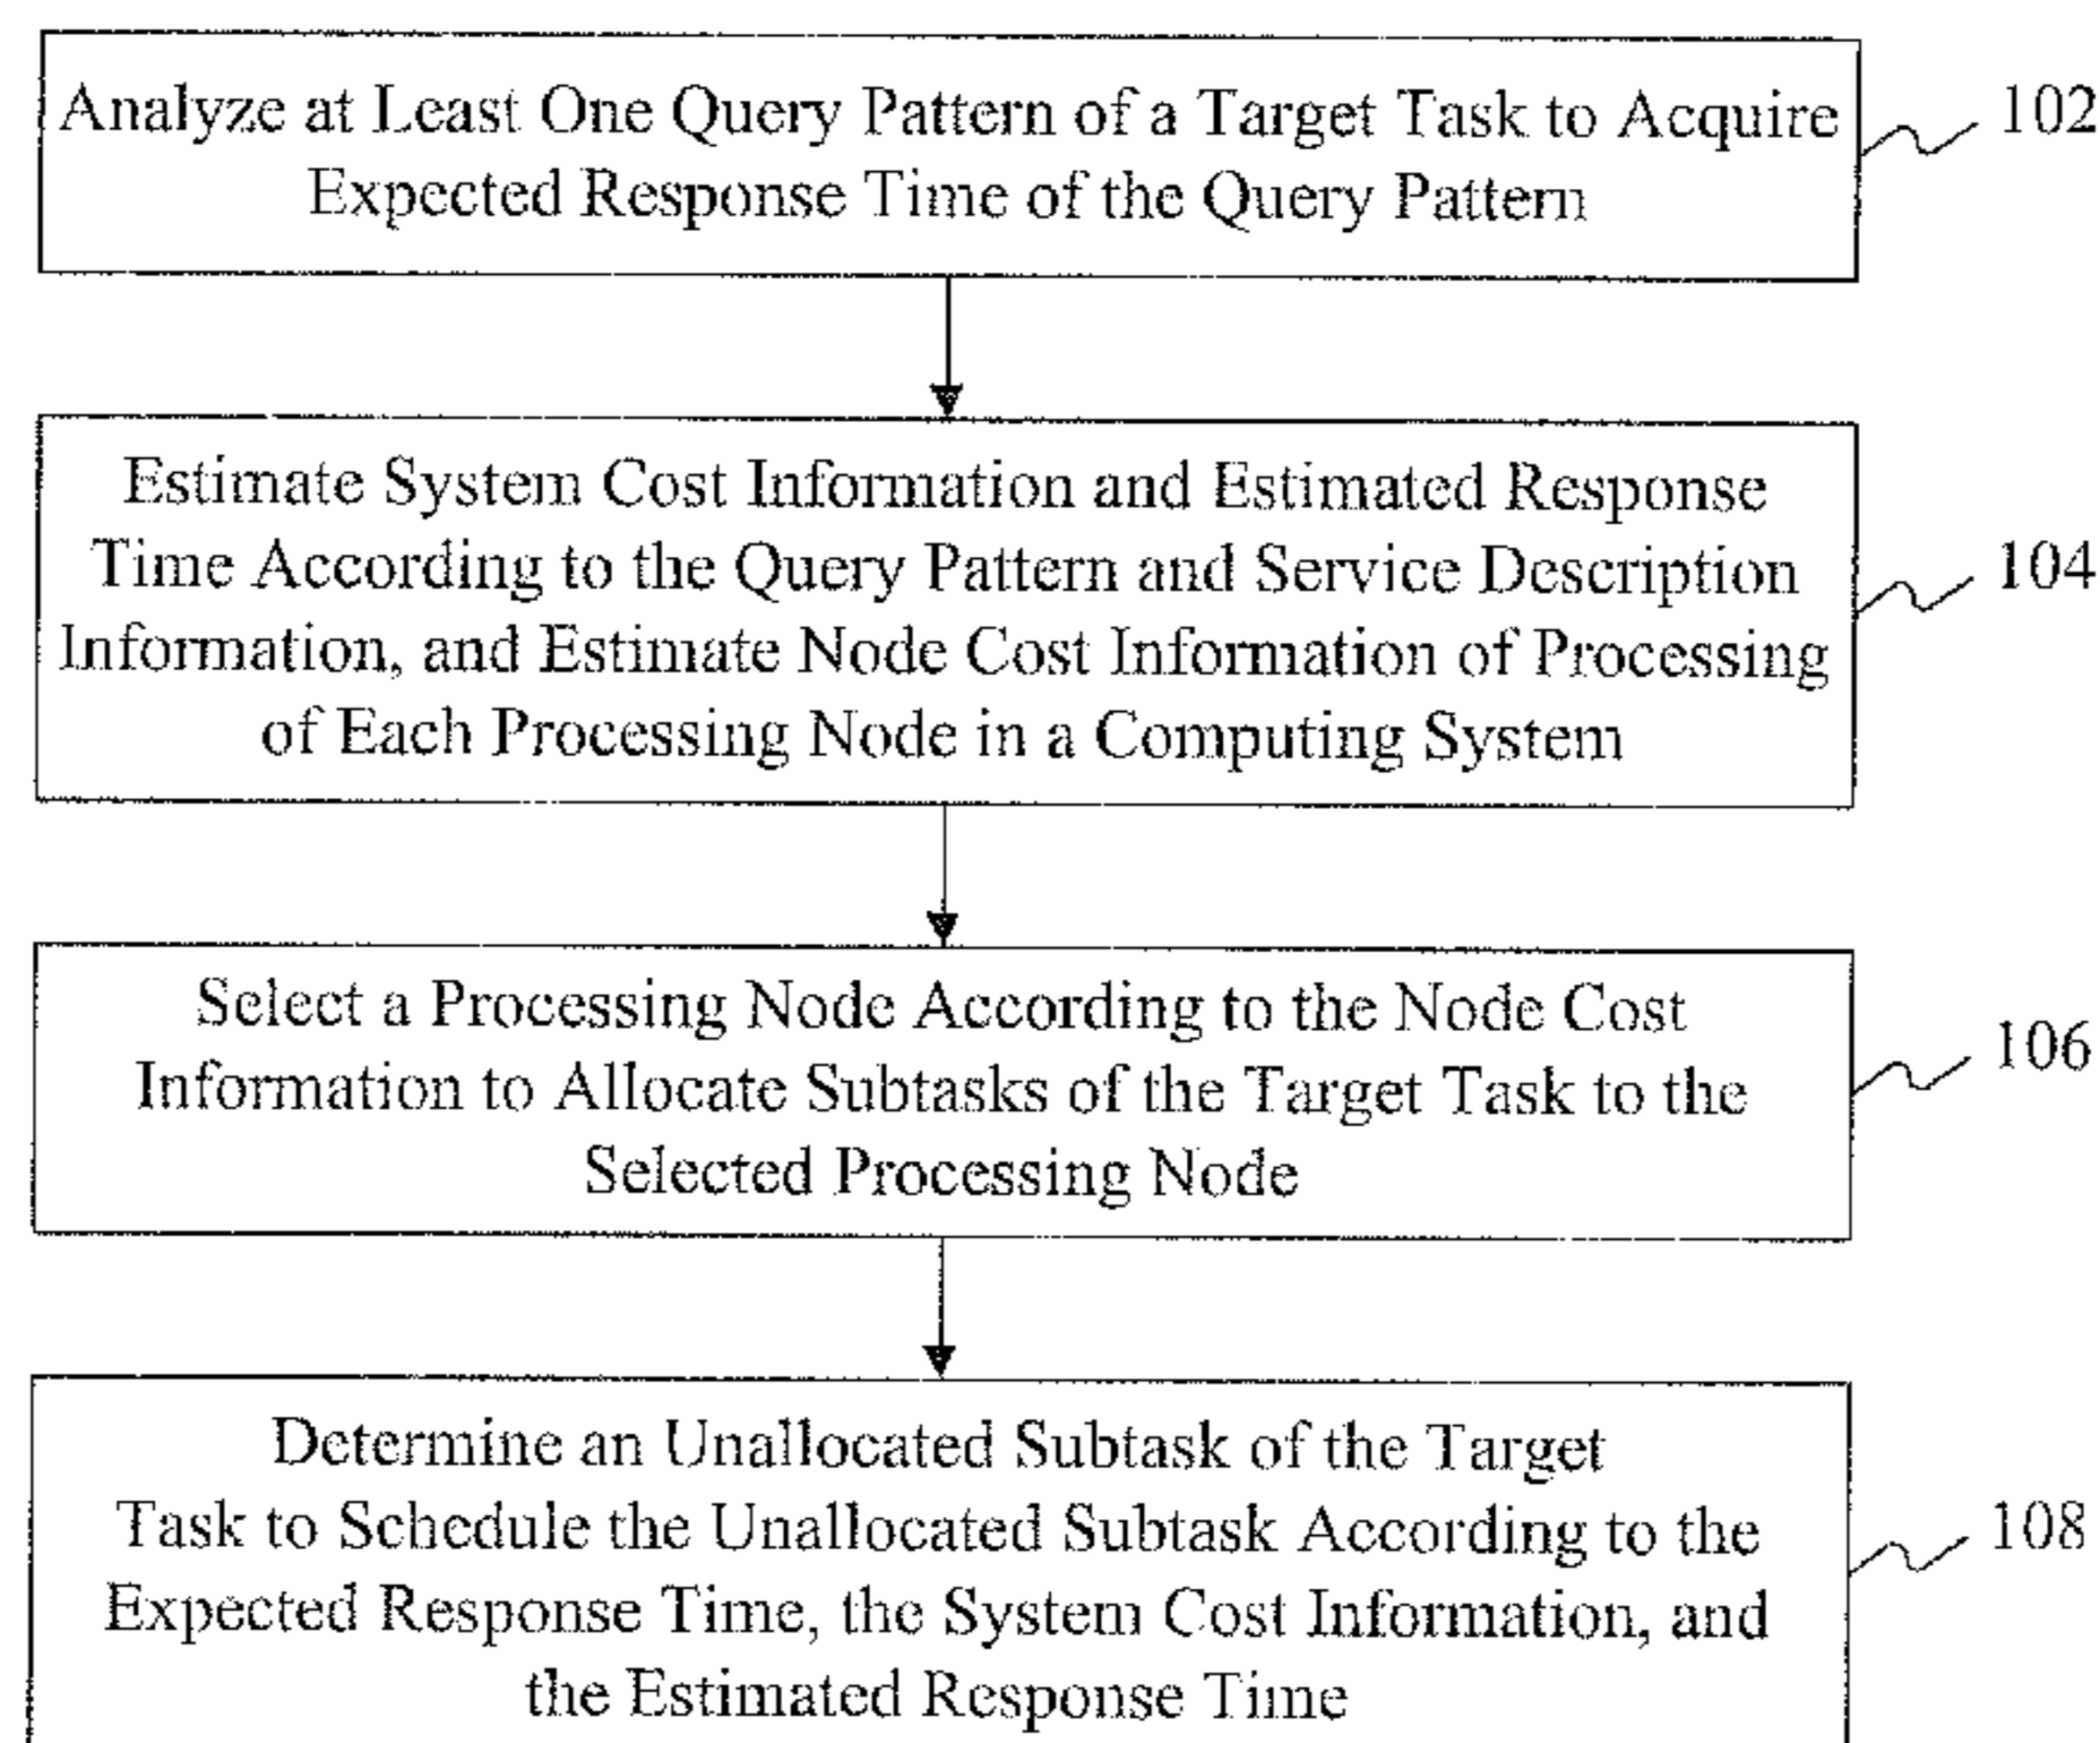 Analyze at Least One Query Pattern of a Target Task to Acquire
Expected Response Time of the Query Pattern
102
Estimate System Cost Information and Estimated Response
Time According to the Query Pattern and Service Description
Information, and Estimate Node Cost Information of Processing
of Each Processing Node in a Computing System
104
Select a Processing Node According to the Node Cost
Information to Allocate Subtasks of the Target Task to the
Selected Processing Node
106
Determine an Unallocated Subtask of the Target
Task to Schedule the Unallocated Subtask According to the
Expected Response Time, the System Cost Information, and
the Estimated Response Time
108